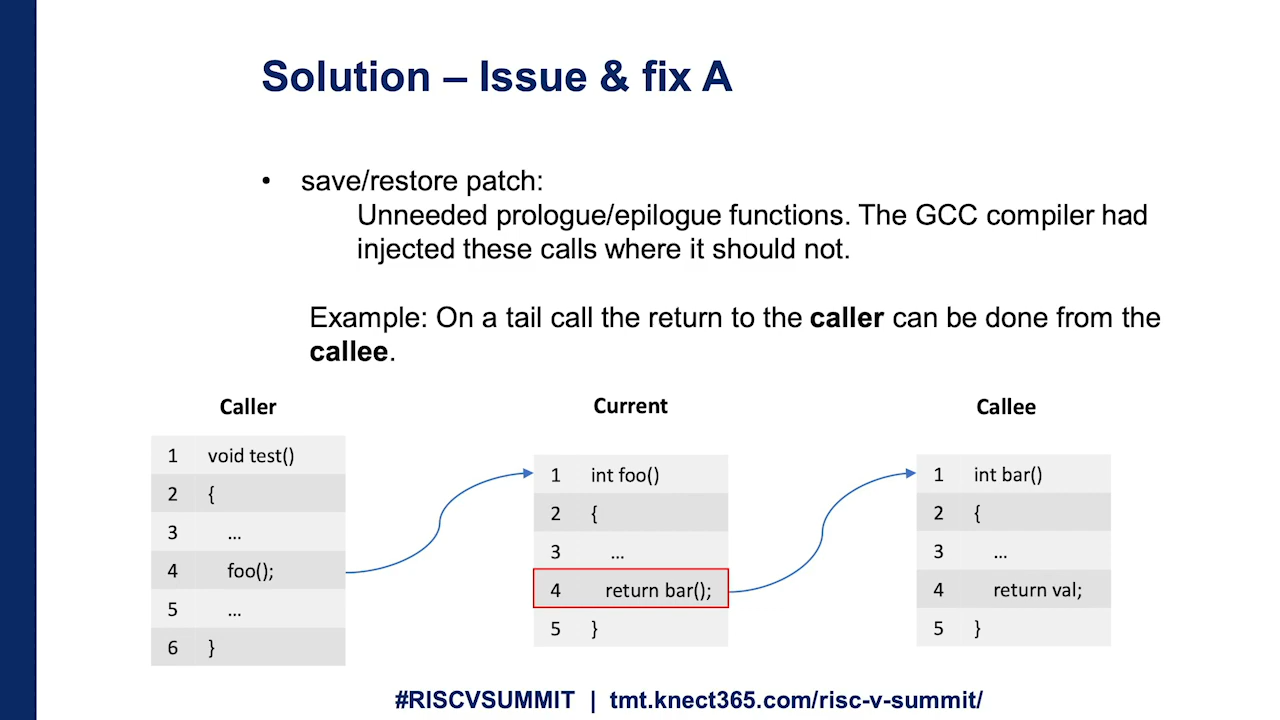 Solution – Issue & fix A
• save/restore patch:
Unneeded prologue/epilogue functions. The GCC compiler had
injected these calls where it should not.
Example: On a tail call the return to the caller can be done from the
callee.
Caller
1 void test()
2 {
3 ...
4 foo();
5 ...
6 }
Current
1 int foo()
2 {
3 ...
4 return bar();
5 }
Callee
1 int bar()
2 {
3 ...
4 return val;
5 }
#RISCVSUMMIT | tmt.knect365.com/risc-v-summit/